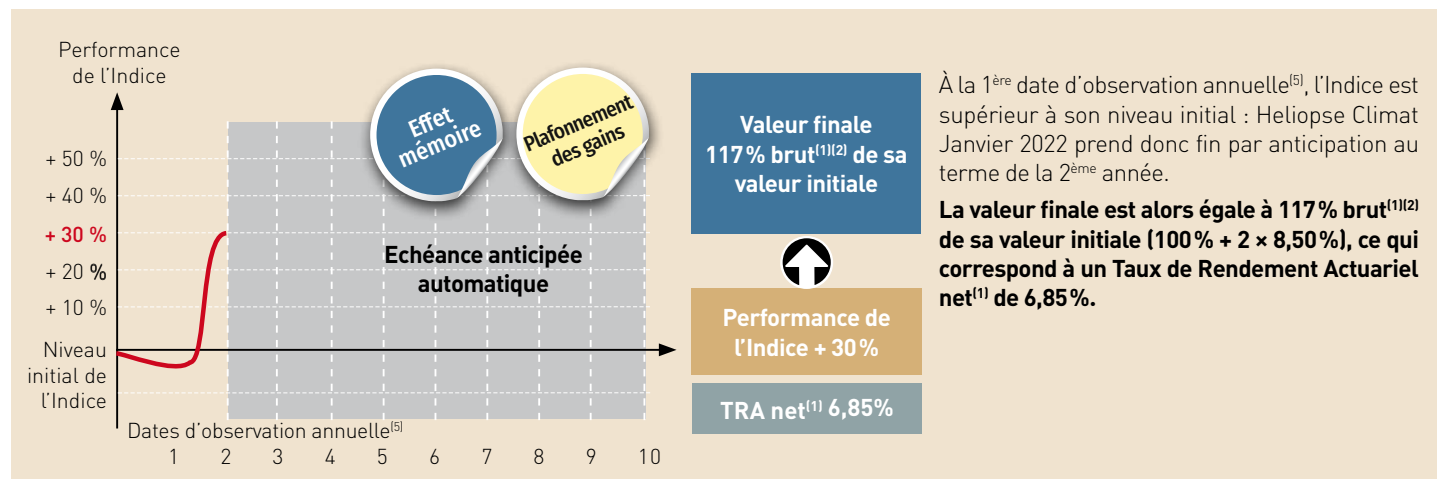 Performance
de l’Indice
+ 50 %
+ 40 %
+ 30 %
+ 20 %
+ 10 %
Niveau
initial de
l’Indice
Effet
mémoire
Plafonnement
des gains
Echéance anticipée
automatique
Dates d’observation annuelle(5)
1 2 3 4 5 6 7 8 9 10
Valeur finale
117 % brut(1)(2) de sa
valeur initiale
Performance de
l’Indice + 30 %
TRA net(1) 6,85%
À la 1ère date d’observation annuelle(5), l’Indice est
supérieur à son niveau initial : Heliopse Climat
Janvier 2022 prend donc fin par anticipation au
terme de la 2ème année.
La valeur finale est alors égale à 117 % brut(1)(2)
de sa valeur initiale (100 % + 2 × 8,50 %), ce qui
correspond à un Taux de Rendement Actuariel
net(1) de 6,85 %.